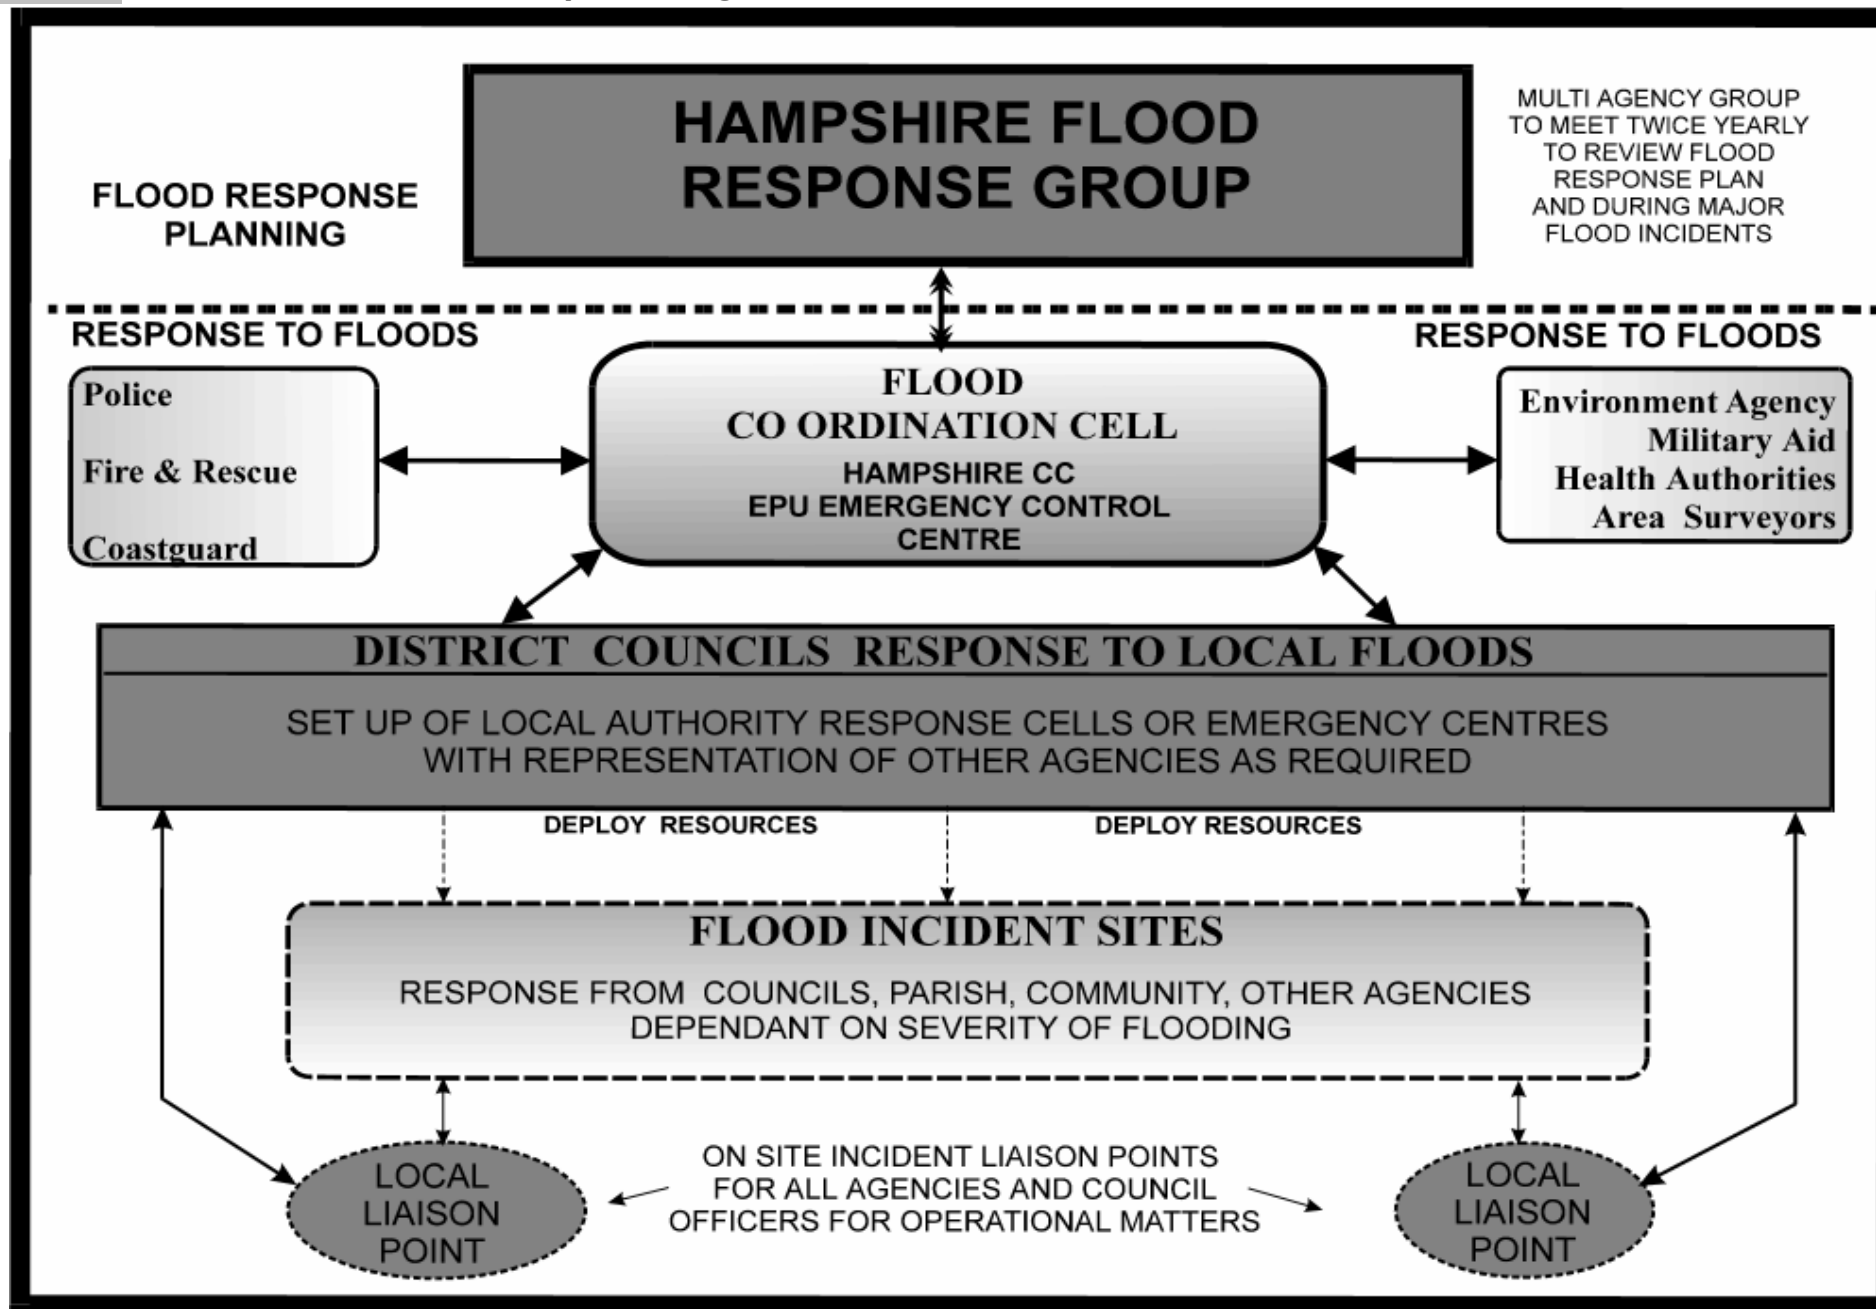 HAMPSHIRE FLOOD
RESPONSE GROUP
FLOOD RESPONSE
PLANNING
MULTI AGENCY GROUP
TO MEET TWICE YEARLY
TO REVIEW FLOOD
RESPONSE PLAN
AND DURING MAJOR
FLOOD INCIDENTS
RESPONSE TO FLOODS
RESPONSE TO FLOODS
Police
Fire & Rescue
Coastguard
FLOOD
CO ORDINATION CELL
HAMPSHIRE CC
EPU EMERGENCY CONTROL
CENTRE
Environment Agency
Military Aid
Health Authorities
Area Surveyors
DISTRICT COUNCILS RESPONSE TO LOCAL FLOODS
SET UP OF LOCAL AUTHORITY RESPONSE CELLS OR EMERGENCY CENTRES
WITH REPRESENTATION OF OTHER AGENCIES AS REQUIRED
DEPLOY RESOURCES
DEPLOY RESOURCES
FLOOD INCIDENT SITES
RESPONSE FROM COUNCILS, PARISH, COMMUNITY, OTHER AGENCIES
DEPENDANT ON SEVERITY OF FLOODING
LOCAL
LIAISON
POINT
ON SITE INCIDENT LIAISON POINTS
FOR ALL AGENCIES AND COUNCIL
OFFICERS FOR OPERATIONAL MATTERS
LOCAL
LIAISON
POINT